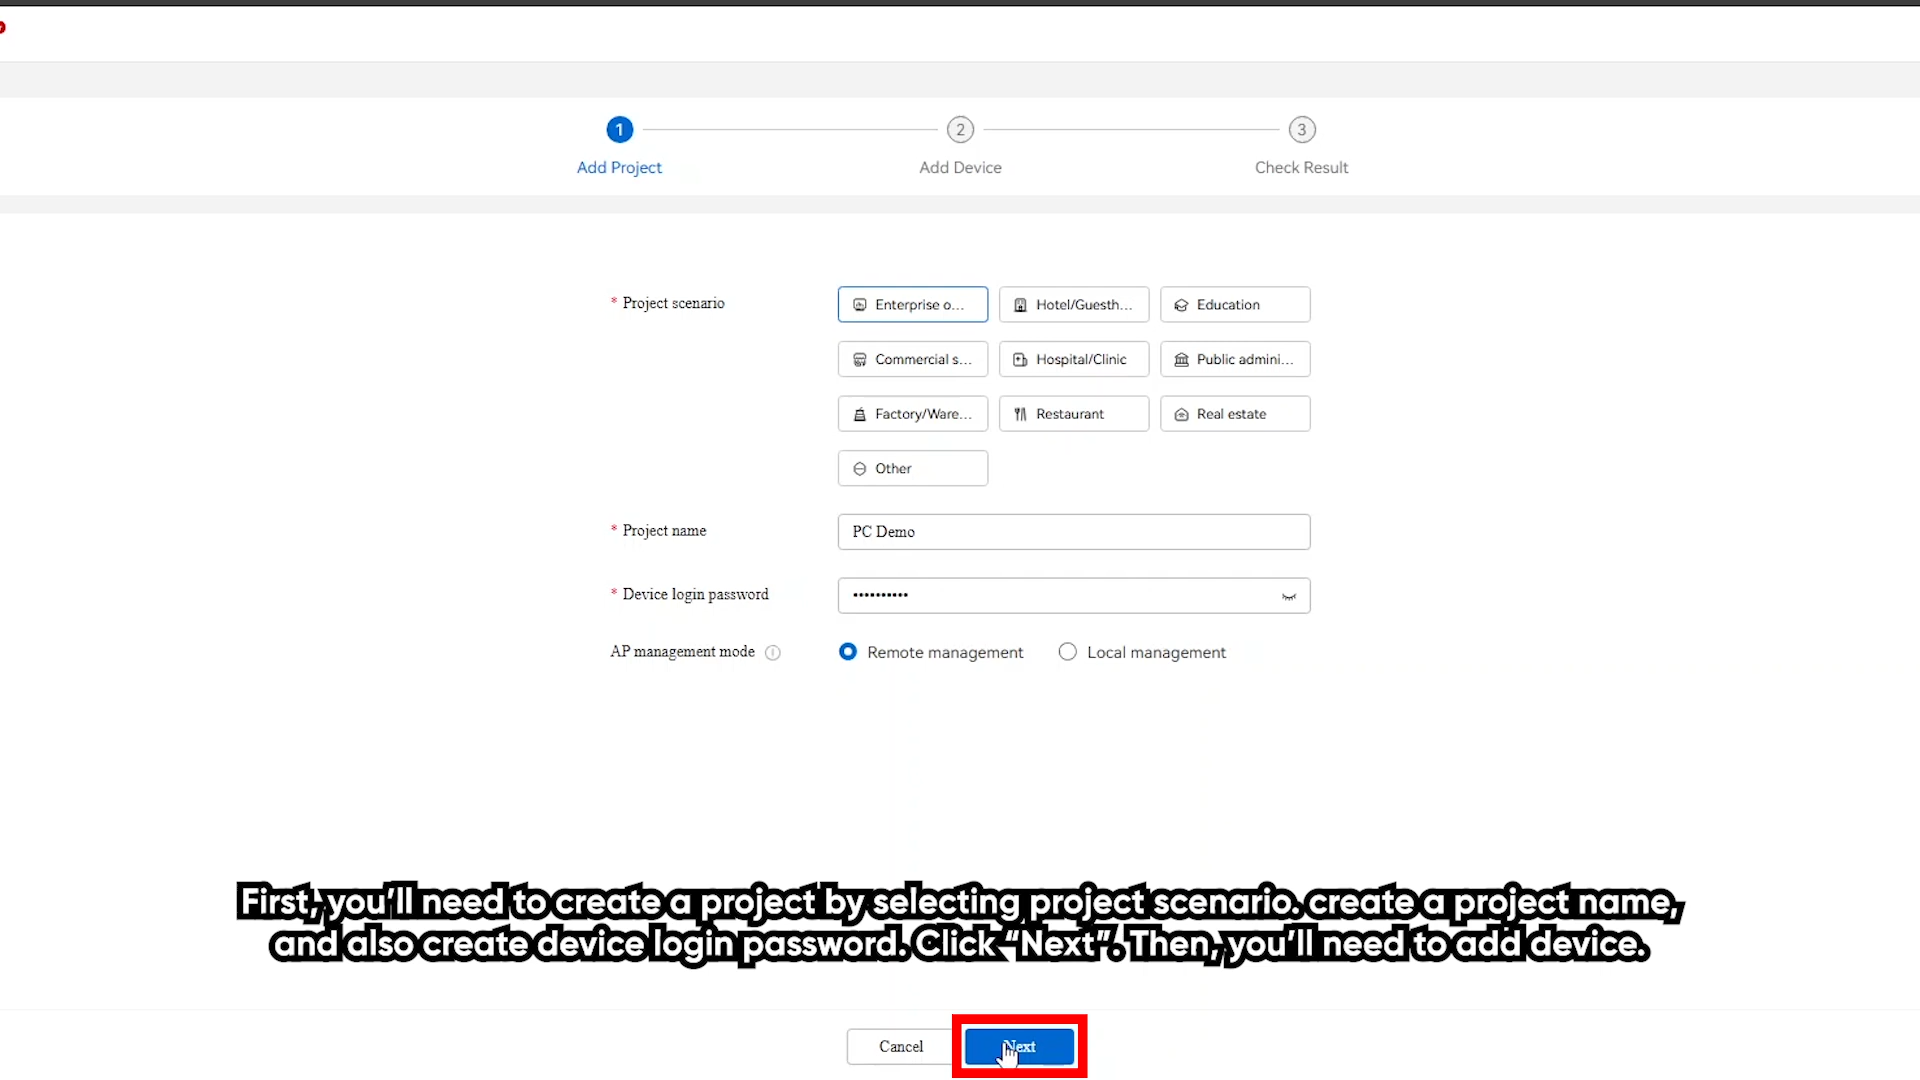 1
2
3
Add Project
Add Device
Check Result
* Project scenario
Enterprise o...
Hotel/Guesth...
Education
Commercial s...
Hospital/Clinic
Public admini...
Factory/Ware...
Restaurant
Real estate
Other
* Project name
PC Demo
* Device login password
••••••••••
AP management mode
Remote management
Local management
First, you'll need to create a project by selecting project scenario. create a project name,
and also create device login password. Click “Next”. Then, you'll need to add device.
Cancel
Next